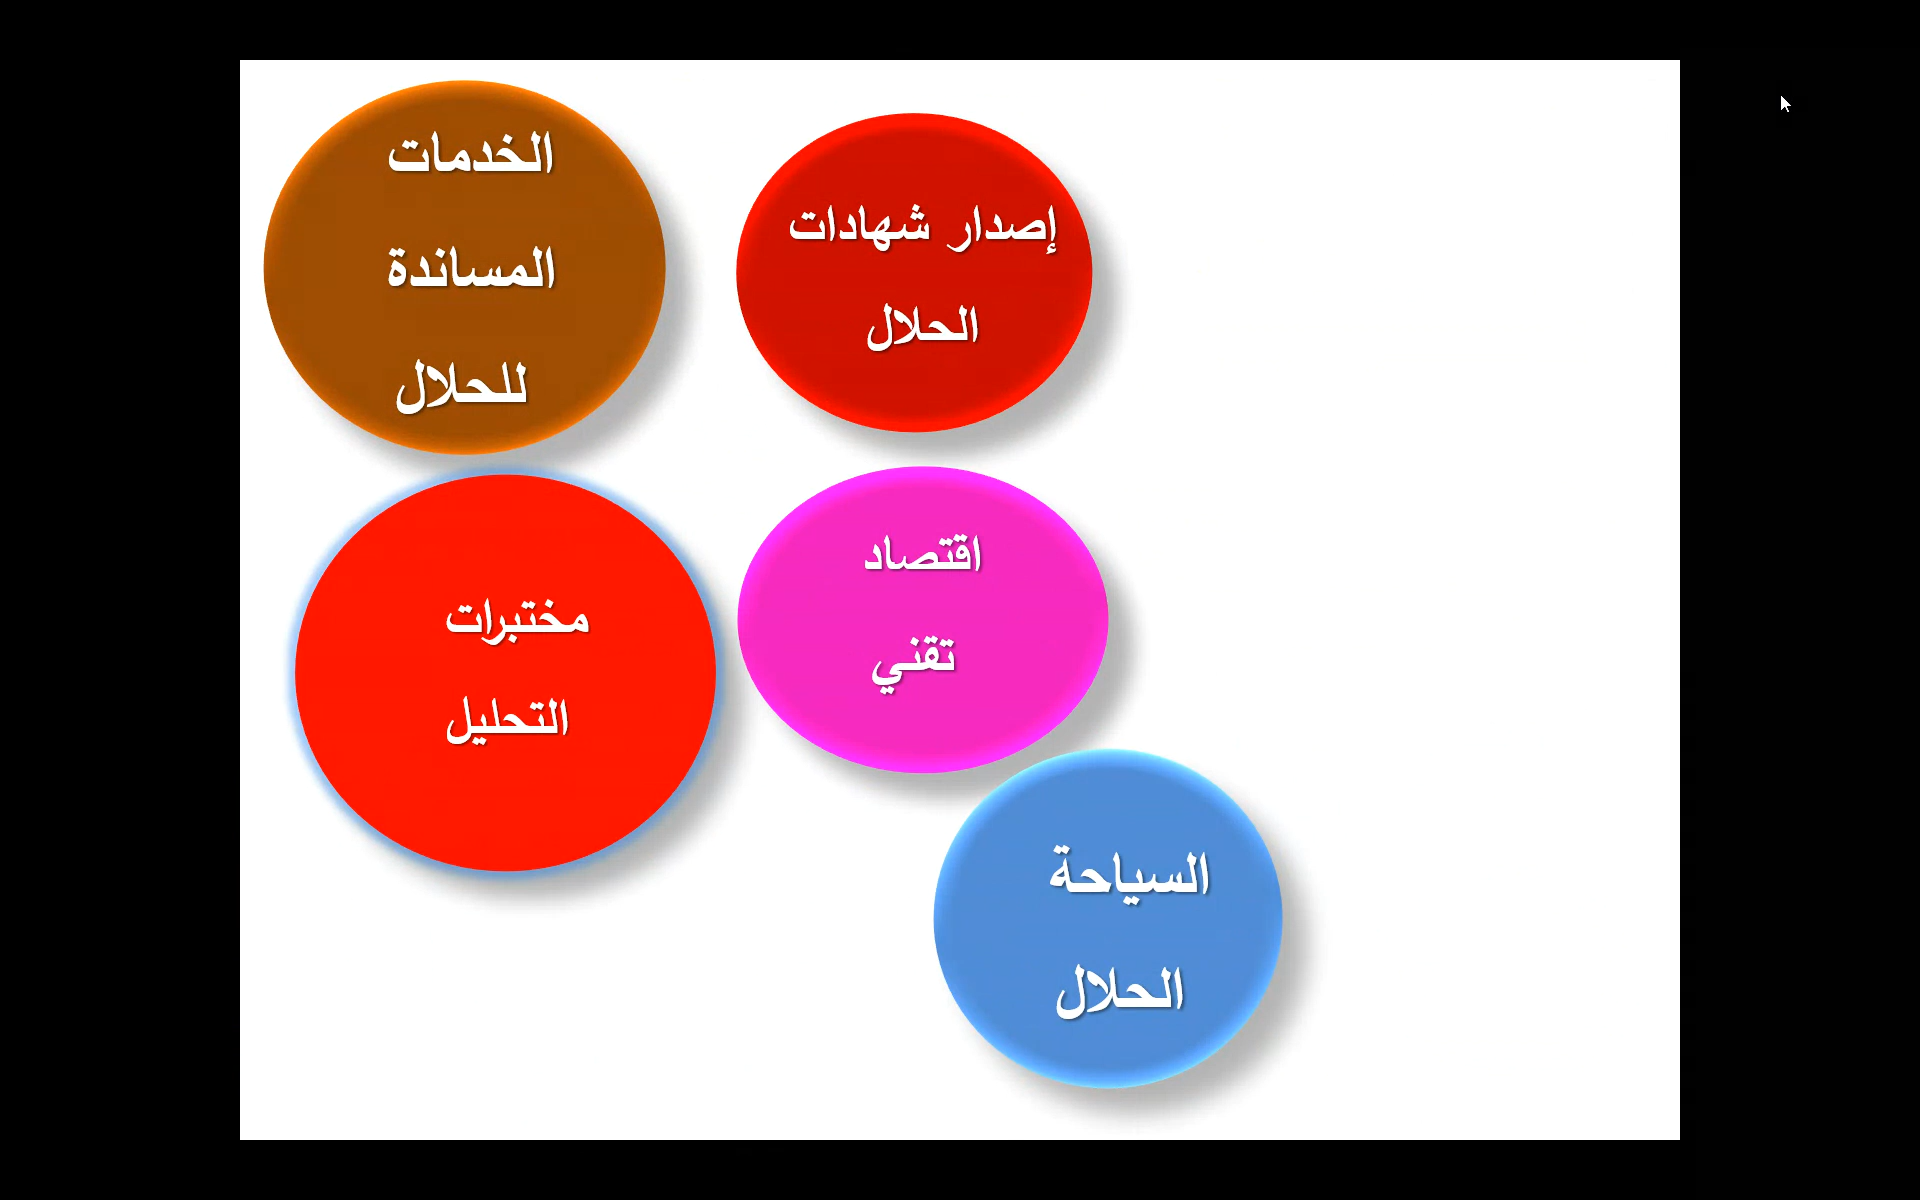 إصدار شهادات
الحلال
الخدمات
المساندة
للحلال
اقتصاد
تقني
مختبرات
التحليل
السياحة
الحلال